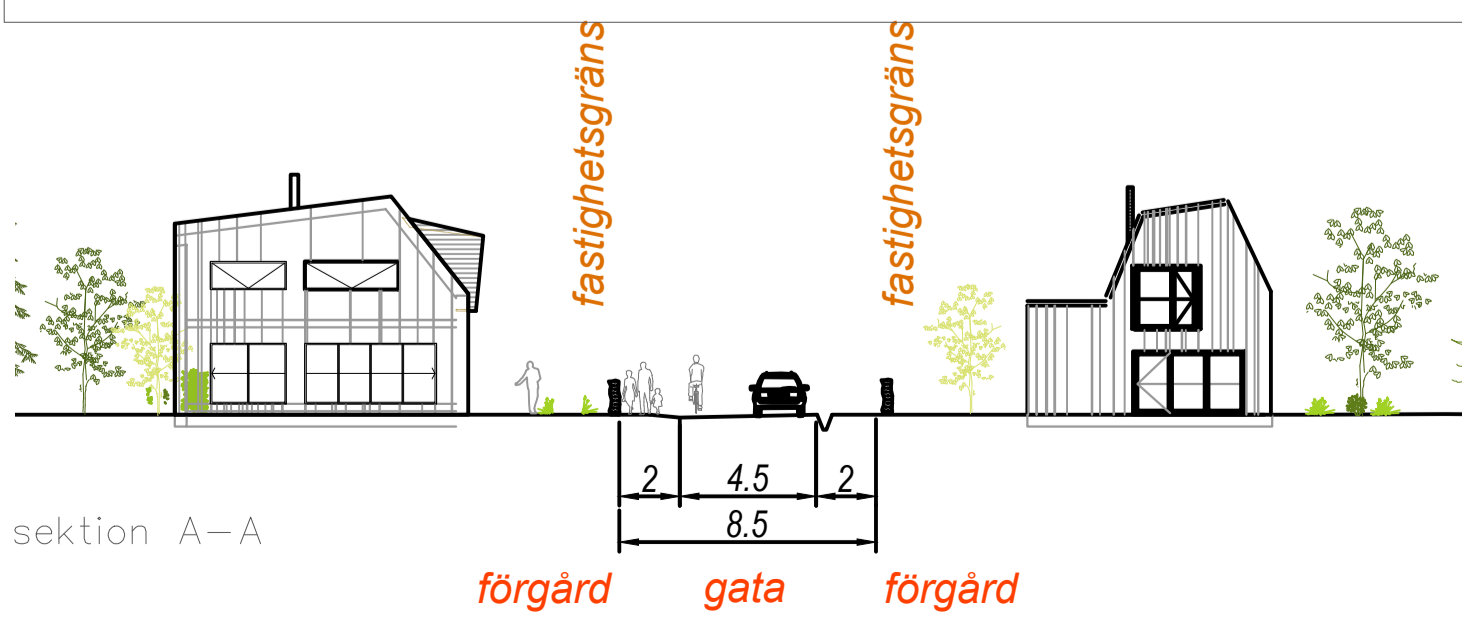 fastighetsgräns
fastighetsgräns
2 4.5 2
8.5
sektion A-A
förgård gata förgård